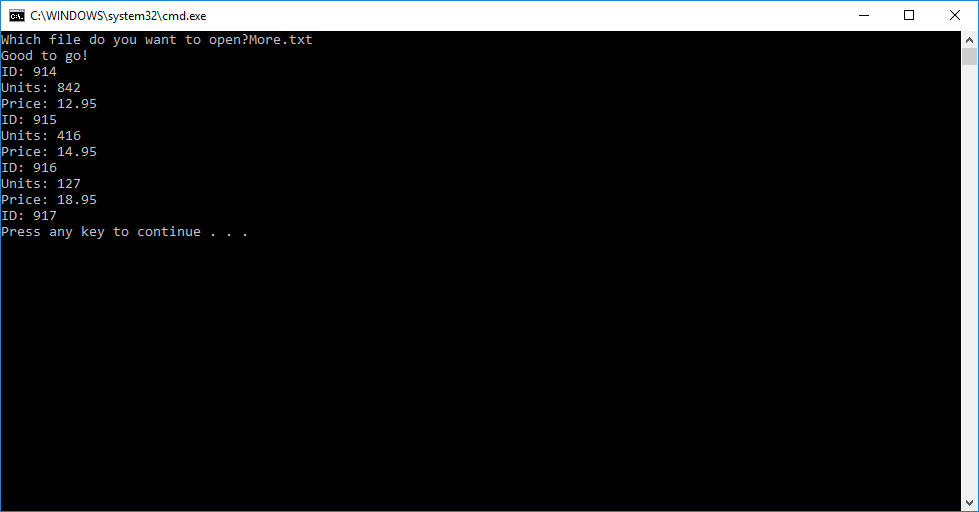 C:\WINDOWS\system32\cmd.exe
Which file do you want to open?More.txt
Good to go!
ID: 914
Units: 842
Price: 12.95
ID: 915
Units: 416
Price: 14.95
ID: 916
Units: 127
Price: 18.95
ID: 917
Press any key to continue . . .